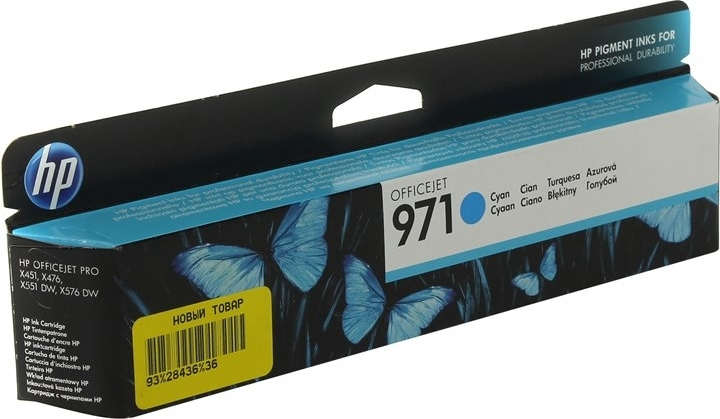 HP PIGMENT INKS FOR
PROFESSIONAL DURABILITY
hp
OFFICEJET
971
Cyan Cian Turquesa Azurová
Cyaan Ciano Błękitny Голубой
HP OFFICEJET PRO
X451, X476,
X551 DW, X576 DW
HP Ink Cartridge
HP Tintenpatrone
Cartouche d'encre HP
HP inktcartridge
Cartucho de tinta HP
Cartuccia d'inchiostro HP
Tinteiro HP
Wkład atramentowy HP
Inkoustová kazeta HP
Картридж с чернилами HP
НОВЫЙ ТОВАР
93%28436%36